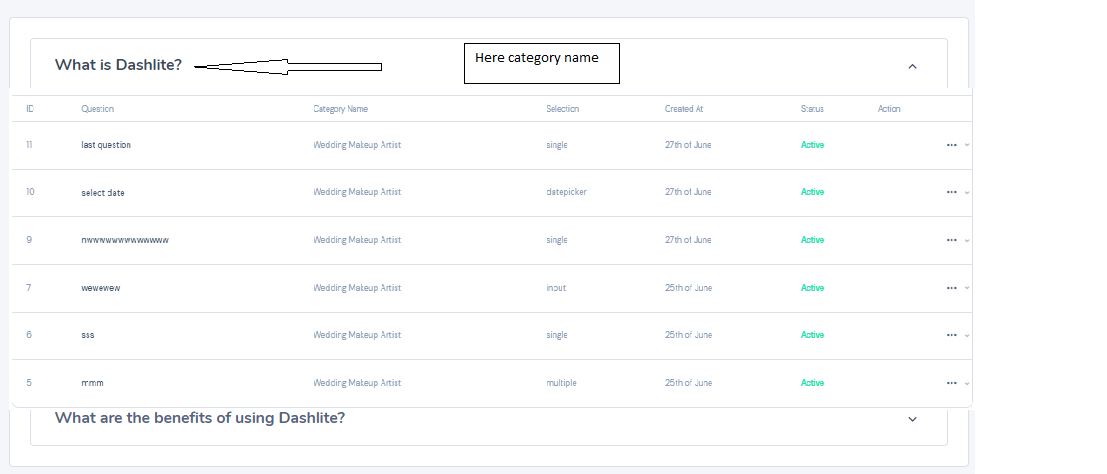 What is Dashlite?
Here category name
ID Question Category Name Selection Created At Status Action
11 last question Wedding Makeup Artist single 27th of June Active
10 select date Wedding Makeup Artist datepicker 27th of June Active
9 nwwwwwwwwwwwww Wedding Makeup Artist single 27th of June Active
7 wewewew Wedding Makeup Artist input 25th of June Active
6 sss Wedding Makeup Artist single 25th of June Active
5 mmm Wedding Makeup Artist multiple 25th of June Active
What are the benefits of using Dashlite?